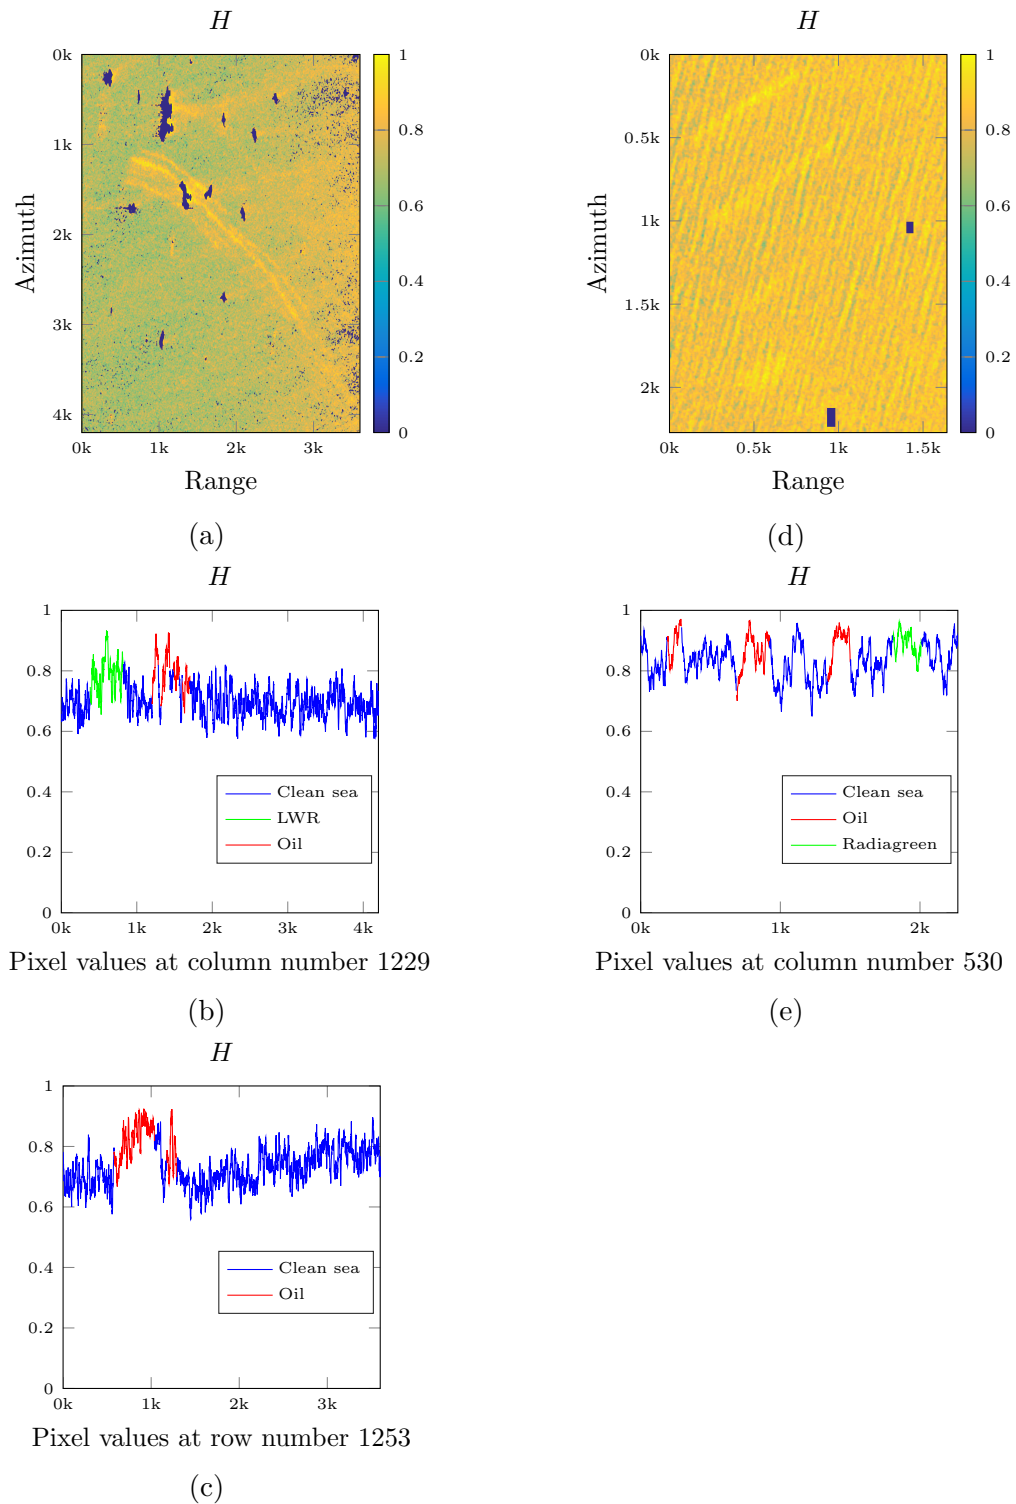 H
0k
1k
2k
3k
4k
0k 1k 2k 3k
Azimuth
Range
1
0.8
0.6
0.4
0.2
0
(a)
H
0k
0.5k
1k
1.5k
2k
0k 0.5k 1k 1.5k
Azimuth
Range
1
0.8
0.6
0.4
0.2
0
(d)
H
1
0.8
0.6
0.4
0.2
0
0k 1k 2k 3k 4k
Clean sea
LWR
Oil
Pixel values at column number 1229
(b)
H
1
0.8
0.6
0.4
0.2
0
0k 1k 2k
Clean sea
Oil
Radiagreen
Pixel values at column number 530
(e)
H
1
0.8
0.6
0.4
0.2
0
0k 1k 2k 3k
Clean sea
Oil
Pixel values at row number 1253
(c)